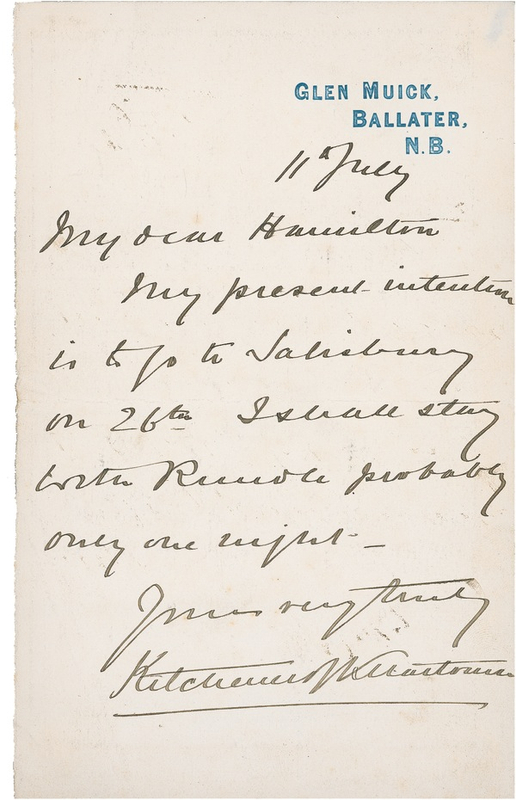 GLEN MUICK,
BALLATER,
N.B.
11th July
My dear Hamilton
My present intention
is to go to Salisbury
on 26th I shall stay
with Rundle probably
only one night –
Yours very truly
Kitchener of Khartoum